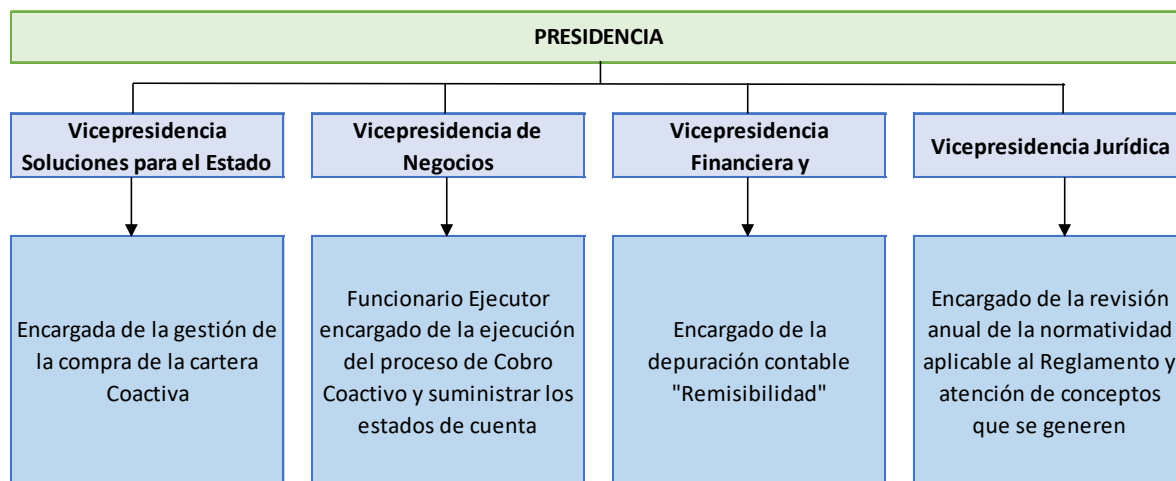 PRESIDENCIA
Vicepresidencia
Soluciones para el Estado
Vicepresidencia de
Negocios
Vicepresidencia
Financiera y
Vicepresidencia Jurídica
Encargada de la gestión de
la compra de la cartera
Coactiva
Funcionario Ejecutor
encargado de la ejecución
del proceso de Cobro
Coactivo y suministrar los
estados de cuenta
Encargado de la
depuración contable
"Remisibilidad"
Encargado de la revisión
anual de la normatividad
aplicable al Reglamento y
atención de conceptos
que se generen